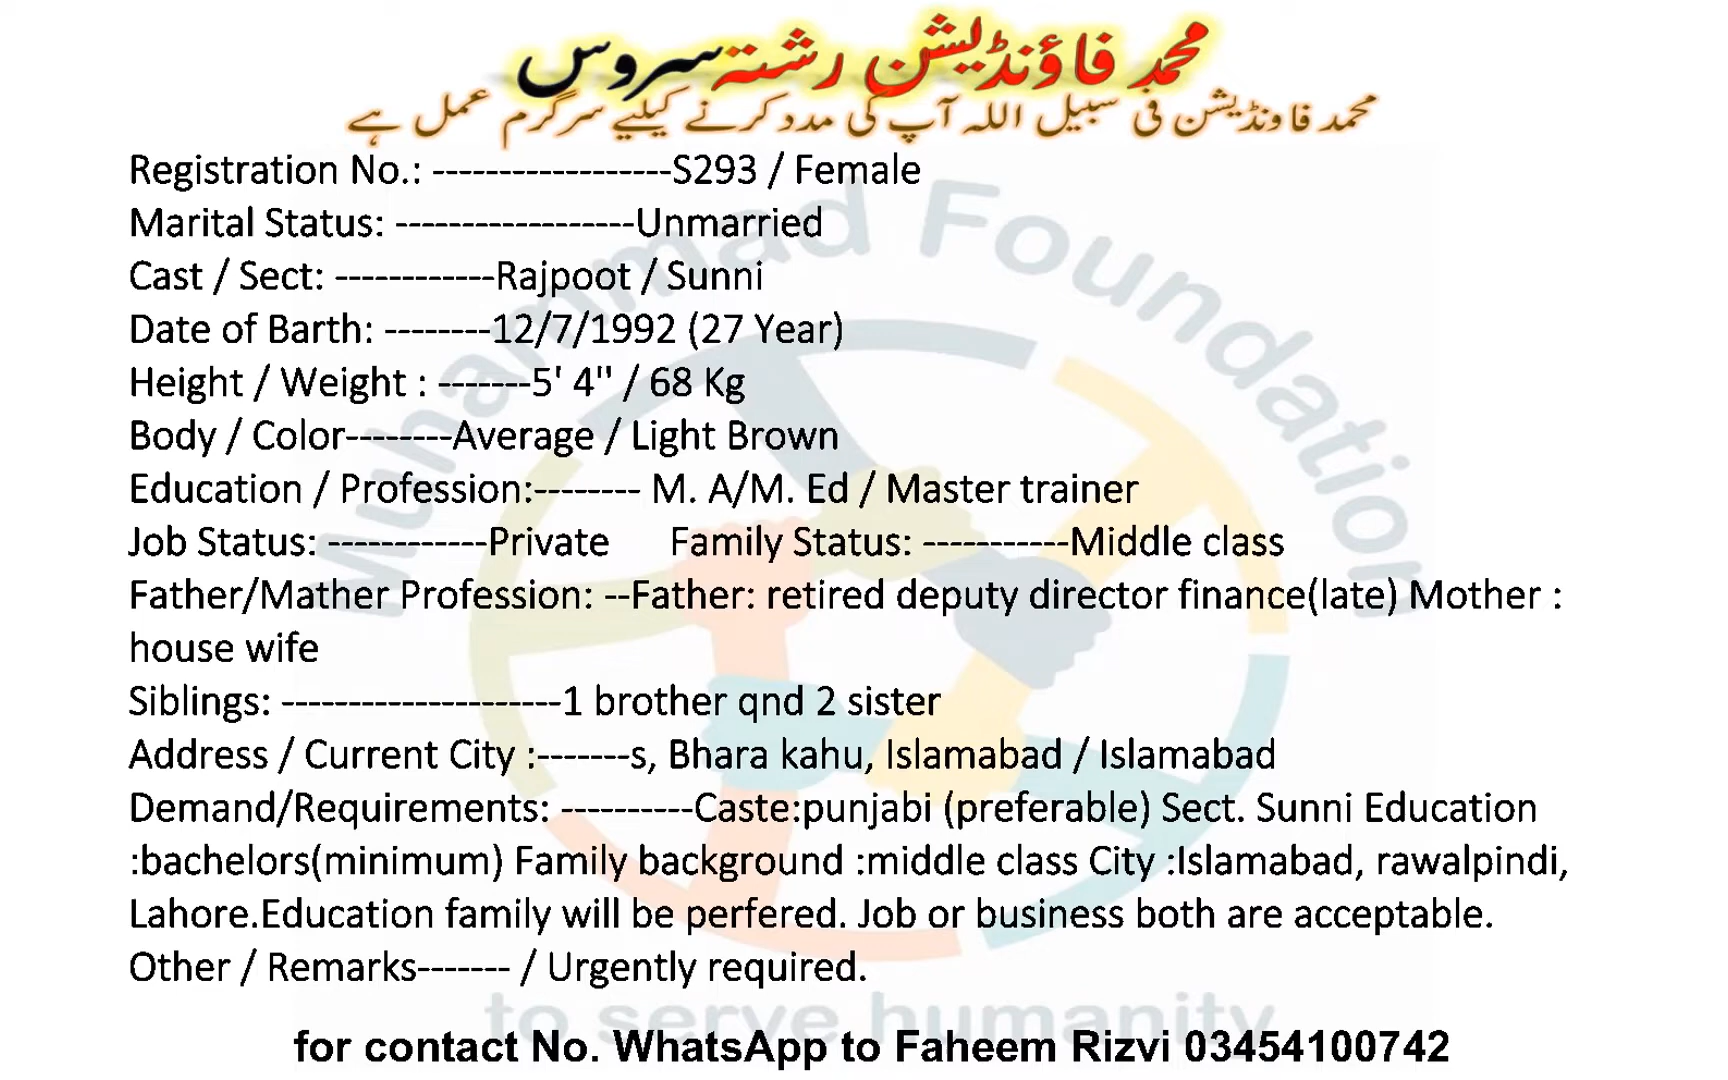 محمد فاؤنڈیشن رشتہ سروس
محمد فاونڈیشن فی سبیل اللہ آپ کی مدد کرنے کیلیے سرگرم عمل ہے
Registration No.: ------------------S293 / Female
Marital Status: ------------------Unmarried
Cast / Sect: ------------Rajpoot / Sunni
Date of Barth: --------12/7/1992 (27 Year)
Height / Weight : -------5' 4" / 68 Kg
Body / Color--------Average / Light Brown
Education / Profession:-------- M. A/M. Ed / Master trainer
Job Status: ------------Private Family Status: -----------Middle class
Father/Mather Profession: --Father: retired deputy director finance(late) Mother :
house wife
Siblings: ---------------------1 brother qnd 2 sister
Address / Current City :-------s, Bhara kahu, Islamabad / Islamabad
Demand/Requirements: ----------Caste:punjabi (preferable) Sect. Sunni Education
:bachelors(minimum) Family background :middle class City :Islamabad, rawalpindi,
Lahore.Education family will be perfered. Job or business both are acceptable.
Other / Remarks------- / Urgently required.
for contact No. WhatsApp to Faheem Rizvi 03454100742
Muhammad Foundation
to serve humanity